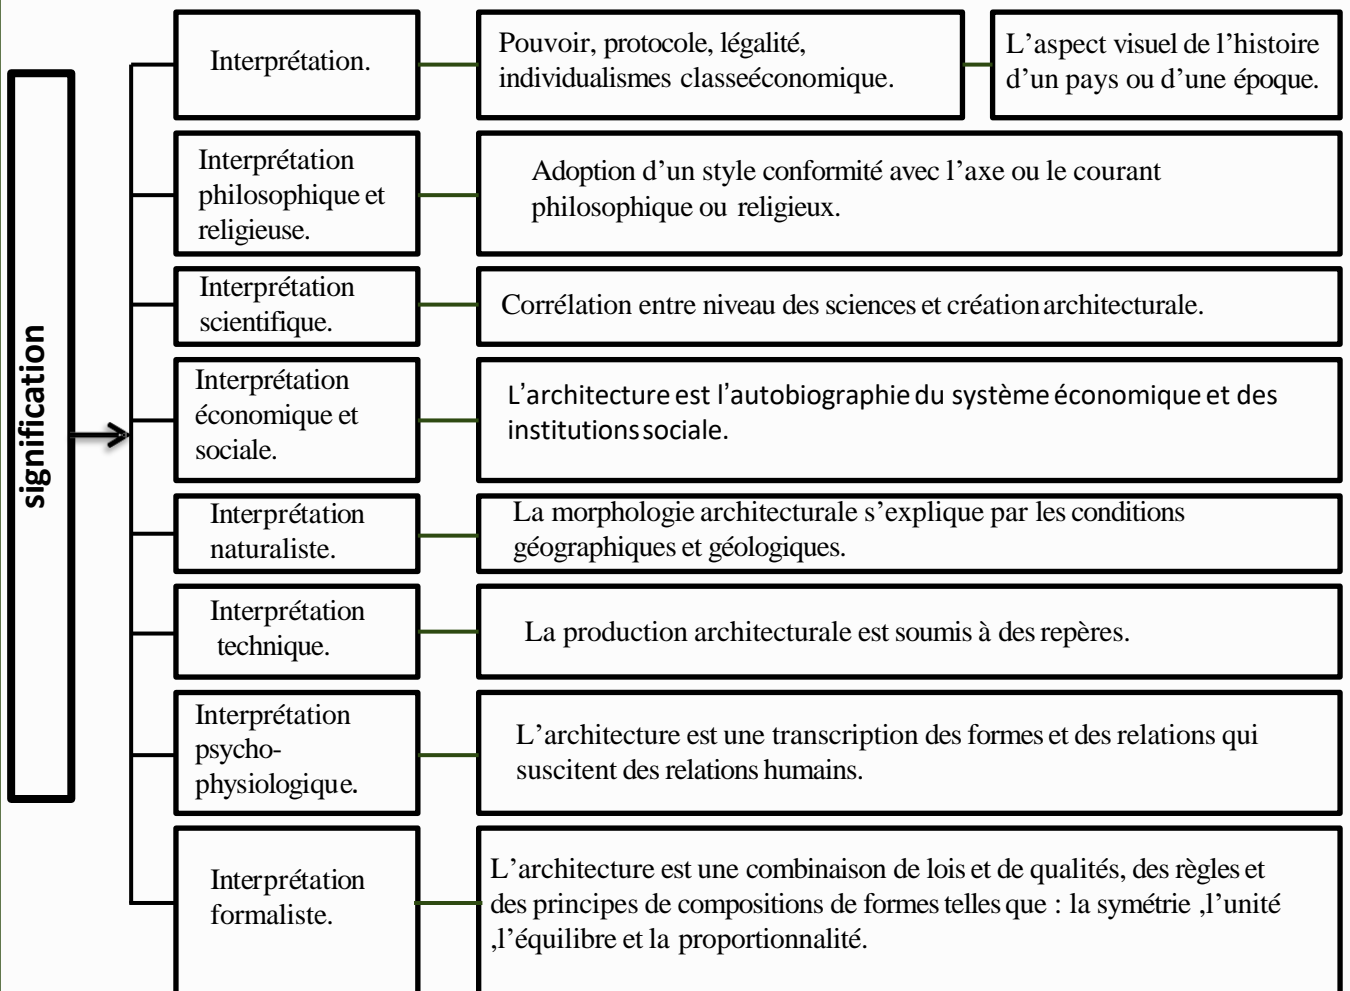 signification
Interprétation.
Pouvoir, protocole, légalité,
individualismes classeéconomique.
L’aspect visuel de l’histoire
d’un pays ou d’une époque.
Interprétation
philosophique et
religieuse.
Adoption d’un style conformité avec l’axe ou le courant
philosophique ou religieux.
Interprétation
scientifique.
Corrélation entre niveau des sciences et création architecturale.
Interprétation
économique et
sociale.
L’architecture est l’autobiographie du système économique et des
institutions sociale.
Interprétation
naturaliste.
La morphologie architecturale s’explique par les conditions
géographiques et géologiques.
Interprétation
technique.
La production architecturale est soumis à des repères.
Interprétation
psycho-
physiologique.
L’architecture est une transcription des formes et des relations qui
suscitent des relations humains.
Interprétation
formaliste.
L’architecture est une combinaison de lois et de qualités, des règles et
des principes de compositions de formes telles que : la symétrie ,l’unité
,l’équilibre et la proportionnalité.